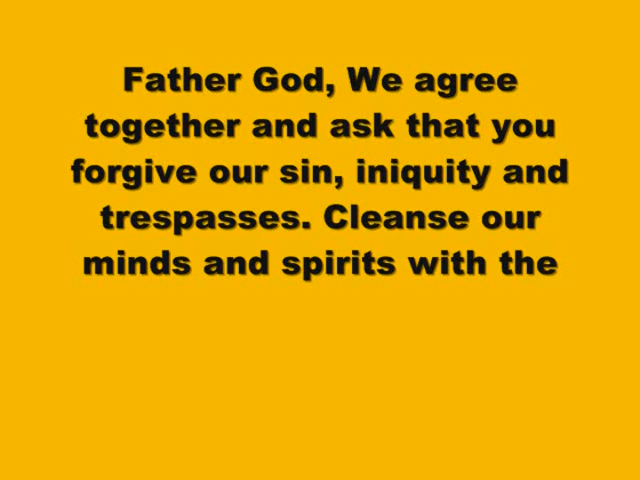 Father God, We agree
together and ask that you
forgive our sin, iniquity and
trespasses. Cleanse our
minds and spirits with the